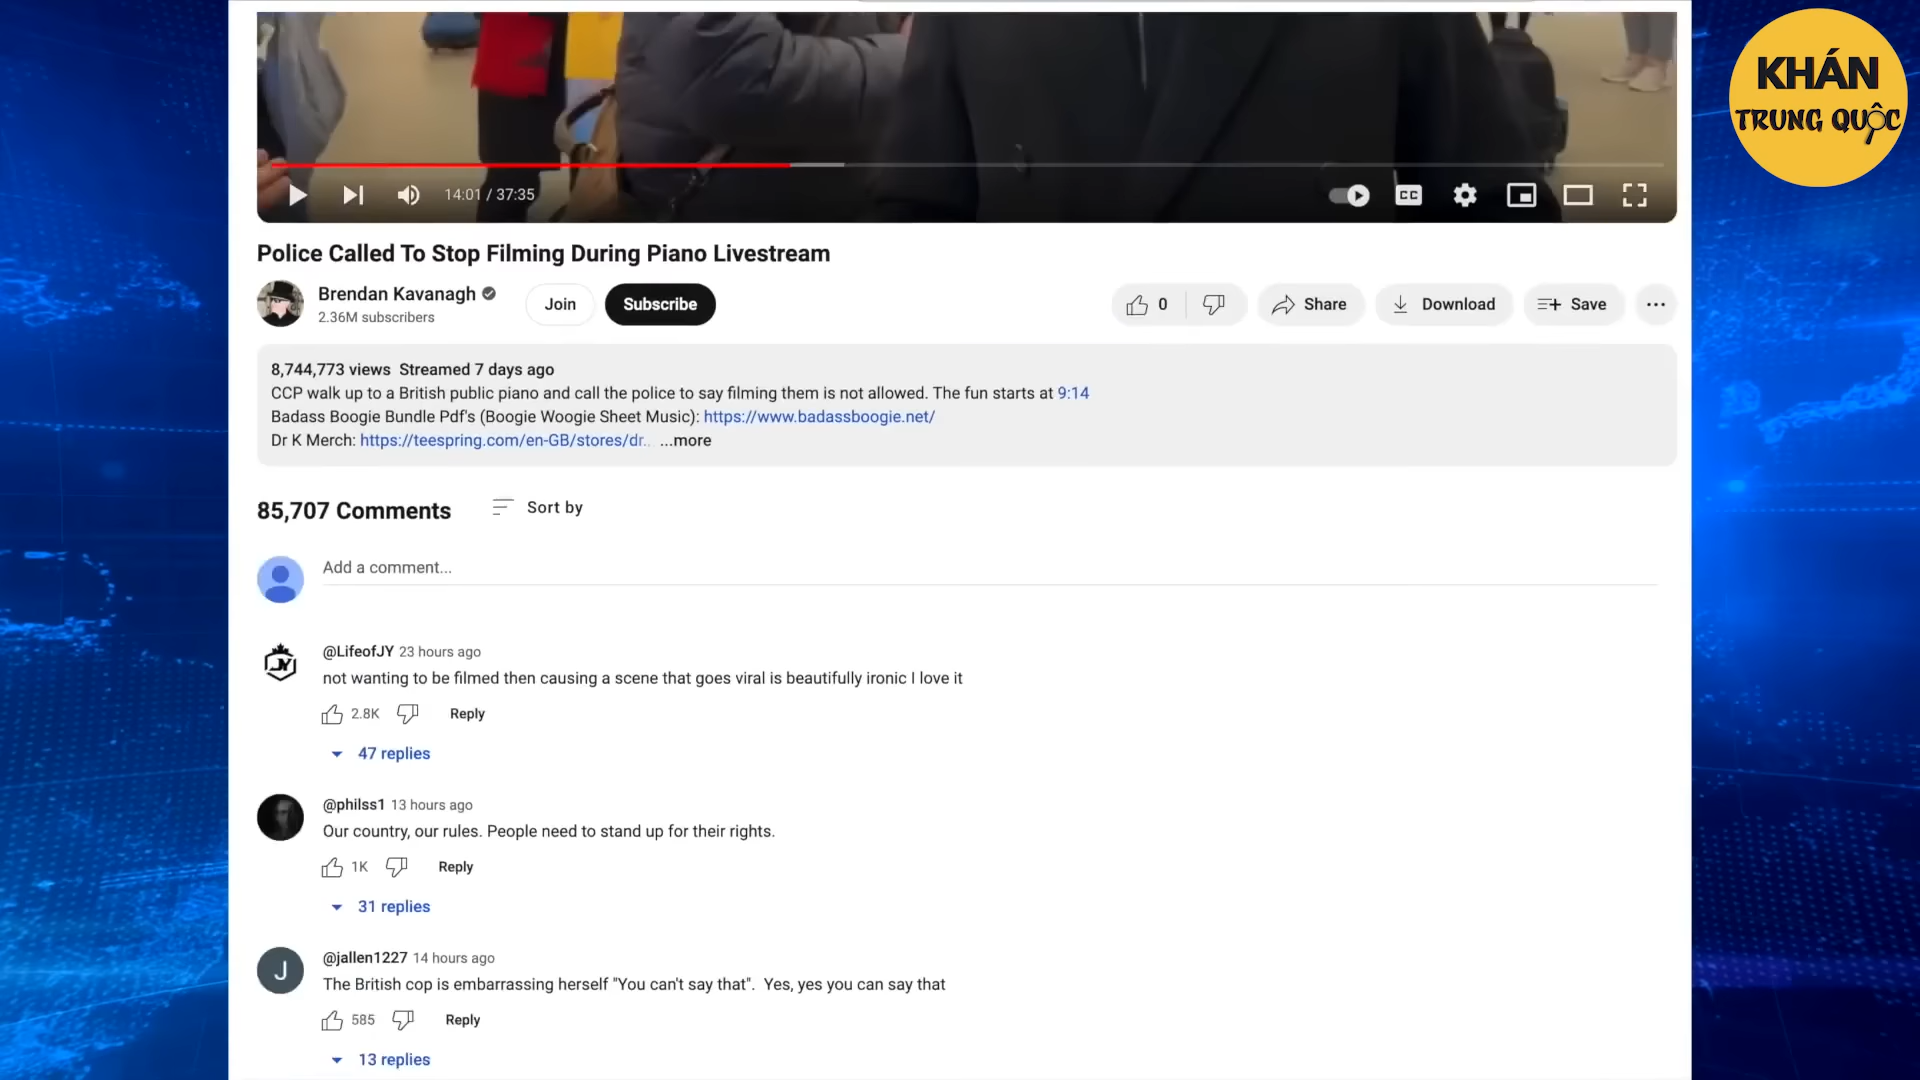 KHÁN
TRUNG QUỐC
14:01 / 37:35
CC
Police Called To Stop Filming During Piano Livestream
Brendan Kavanagh
2.36M subscribers
Join
Subscribe
0
Share
Download
Save
8,744,773 views Streamed 7 days ago
CCP walk up to a British public piano and call the police to say filming them is not allowed. The fun starts at 9:14
Badass Boogie Bundle Pdf's (Boogie Woogie Sheet Music): https://www.badassboogie.net/
Dr K Merch: https://teespring.com/en-GB/stores/dr.. ...more
85,707 Comments
Sort by
Add a comment...
JY
@LifeofJY 23 hours ago
not wanting to be filmed then causing a scene that goes viral is beautifully ironic I love it
2.8K
Reply
47 replies
@philss1 13 hours ago
Our country, our rules. People need to stand up for their rights.
1K
Reply
31 replies
J
@jallen1227 14 hours ago
The British cop is embarrassing herself "You can't say that". Yes, yes you can say that
585
Reply
13 replies